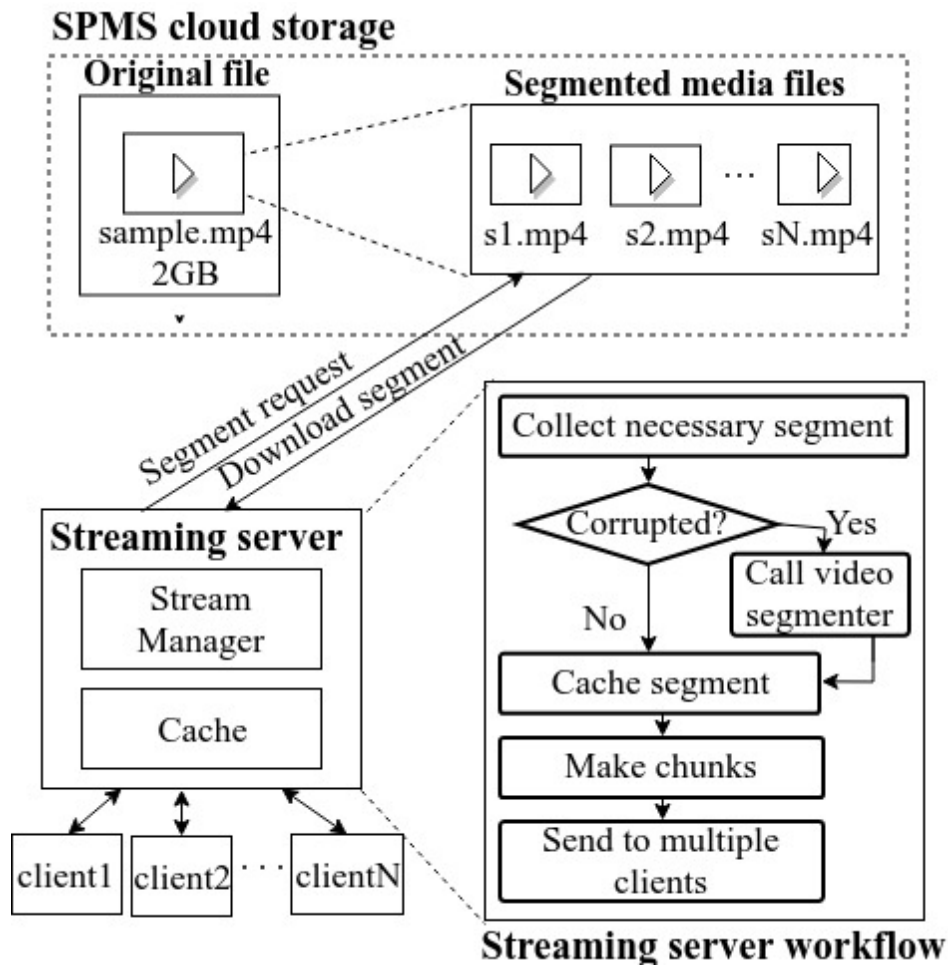 SPMS cloud storage
Original file
sample.mp4
2GB
Segmented media files
s1.mp4
s2.mp4
...
sN.mp4
Segment request
Download segment
Streaming server
Stream
Manager
Cache
client1
client2
...
clientN
Collect necessary segment
Corrupted?
Yes
Call video
segmenter
No
Cache segment
Make chunks
Send to multiple
clients
Streaming server workflow